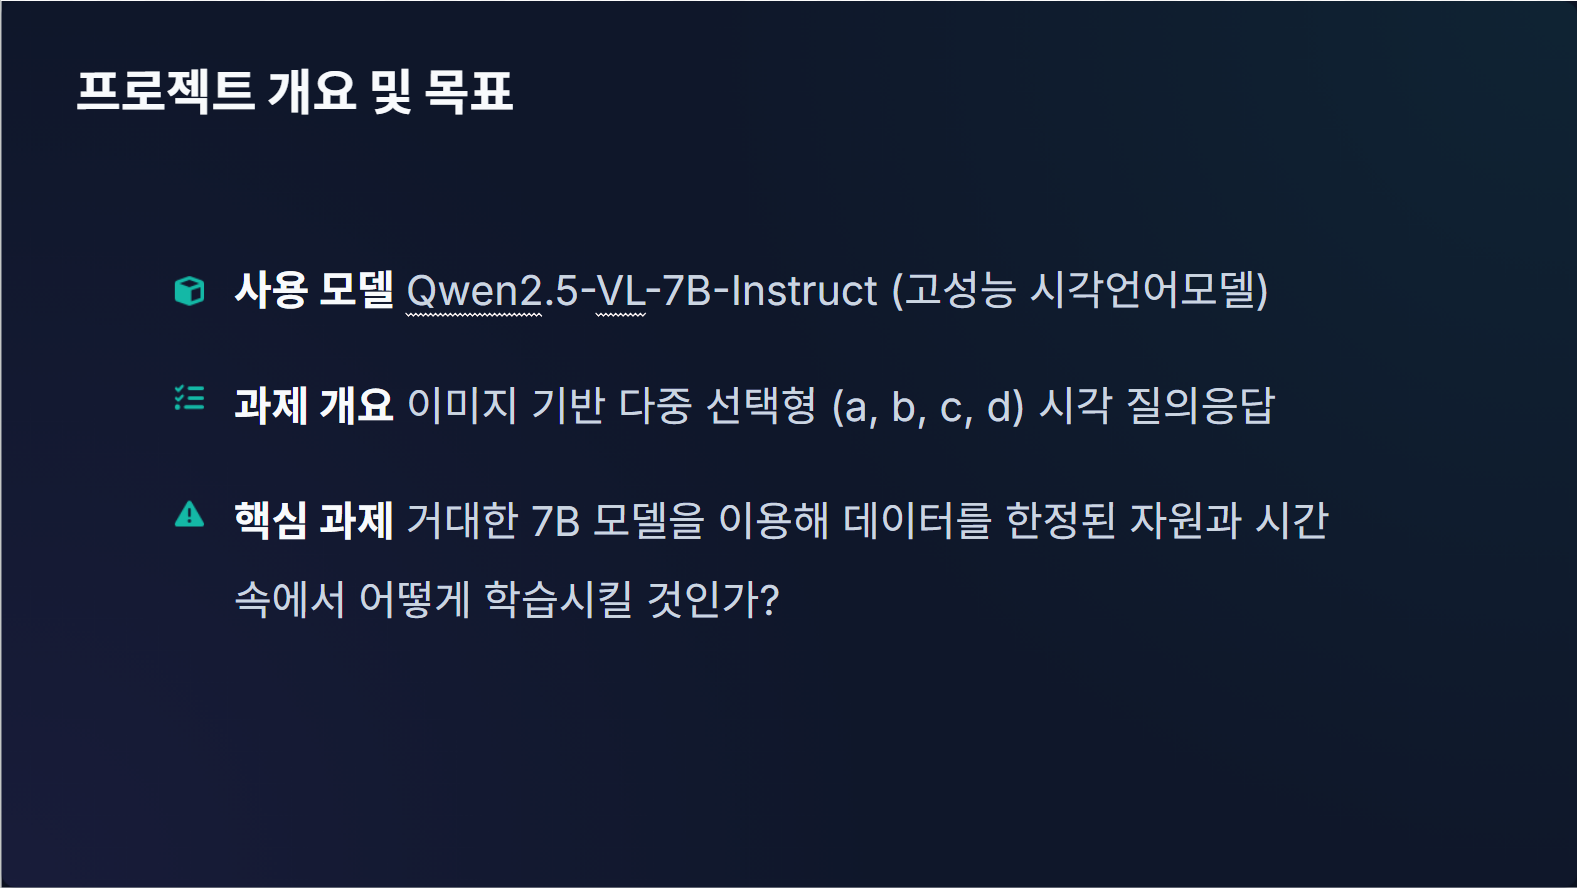 프로젝트 개요 및 목표
사용 모델 Qwen2.5-VL-7B-Instruct (고성능 시각언어모델)
과제 개요 이미지 기반 다중 선택형 (a, b, c, d) 시각 질의응답
핵심 과제 거대한 7B 모델을 이용해 데이터를 한정된 자원과 시간
속에서 어떻게 학습시킬 것인가?